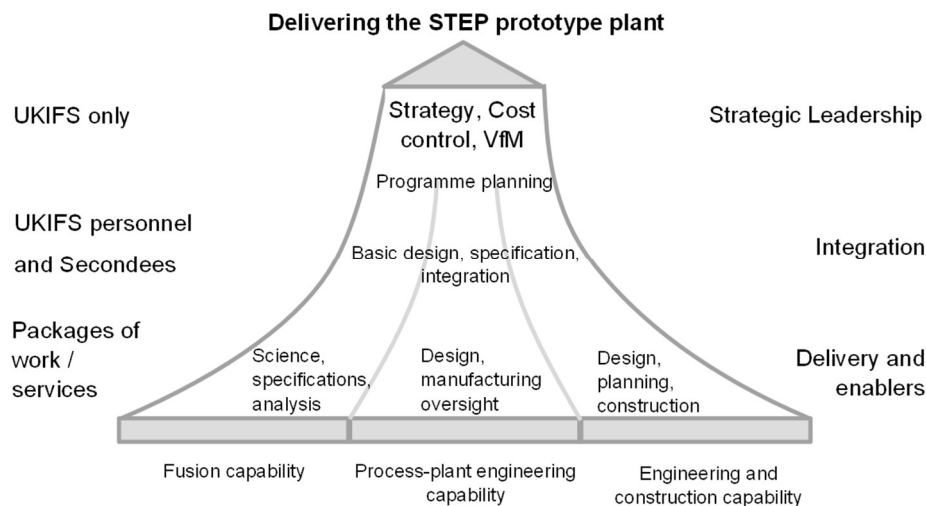 Delivering the STEP prototype plant
UKIFS only
Strategy, Cost
control, VfM
Strategic Leadership
Programme planning
UKIFS personnel
and Secondees
Basic design, specification,
integration
Integration
Packages of
work /
services
Science,
specifications,
analysis
Design,
manufacturing
oversight
Design,
planning,
construction
Delivery and
enablers
Fusion capability
Process-plant engineering
capability
Engineering and
construction capability